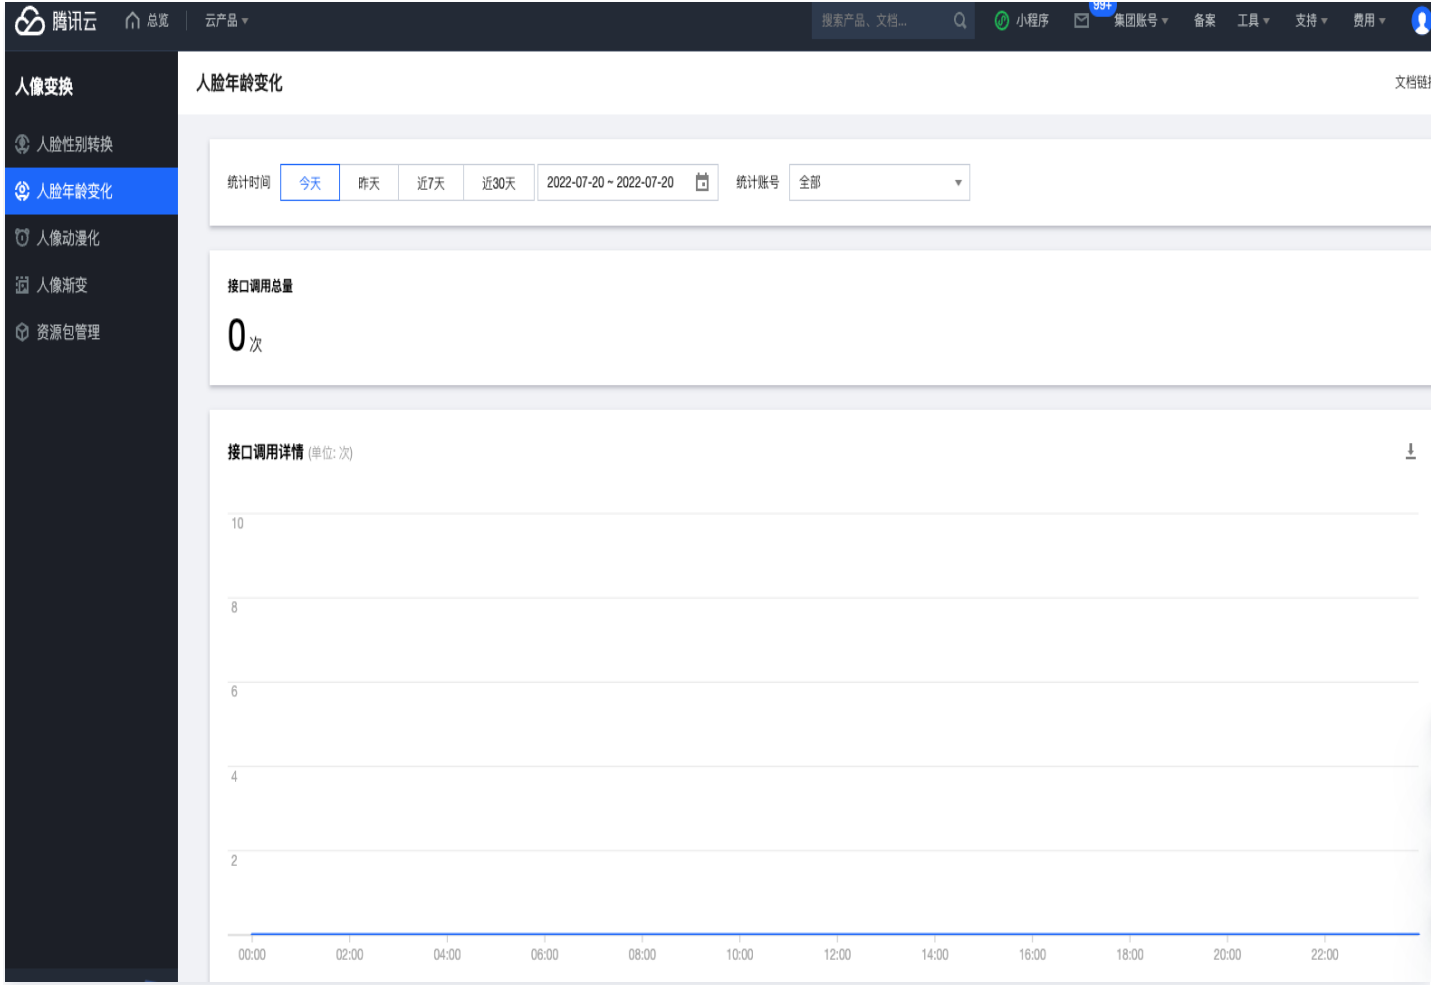 腾讯云 总览 云产品 搜索产品、文档... 小程序 99+ 集团账号 备案 工具 支持 费用
人像变换
人脸性别转换
人脸年龄变化
人像动漫化
人像渐变
资源包管理
人脸年龄变化 文档链
统计时间 今天 昨天 近7天 近30天 2022-07-20 ~ 2022-07-20 统计账号 全部
接口调用总量
0 次
接口调用详情 (单位: 次)
10
8
6
4
2
00:00 02:00 04:00 06:00 08:00 10:00 12:00 14:00 16:00 18:00 20:00 22:00